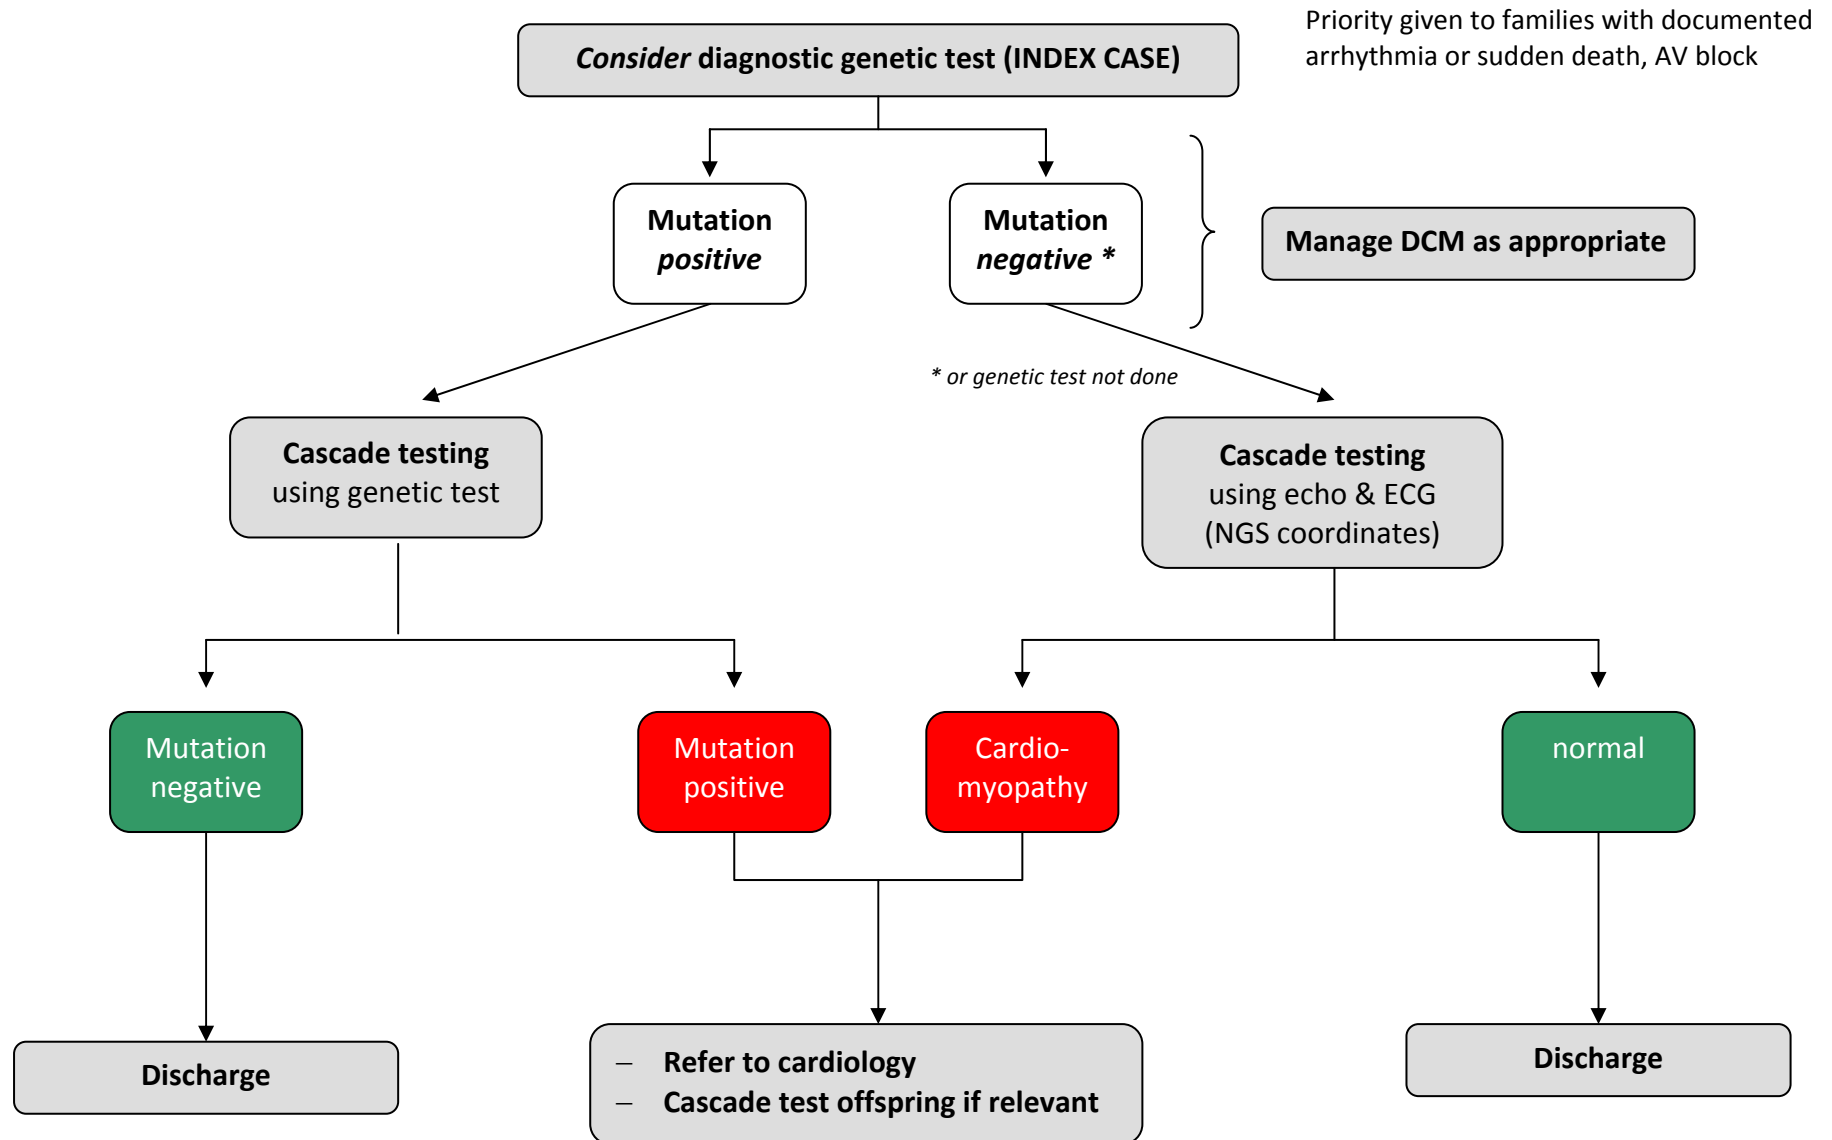 Priority given to families with documented
arrhythmia or sudden death, AV block
Consider diagnostic genetic test (INDEX CASE)
Mutation
positive
Mutation
negative *
Manage DCM as appropriate
* or genetic test not done
Cascade testing
using genetic test
Cascade testing
using echo & ECG
(NGS coordinates)
Mutation
negative
Mutation
positive
Cardio-
myopathy
normal
Discharge
– Refer to cardiology
– Cascade test offspring if relevant
Discharge